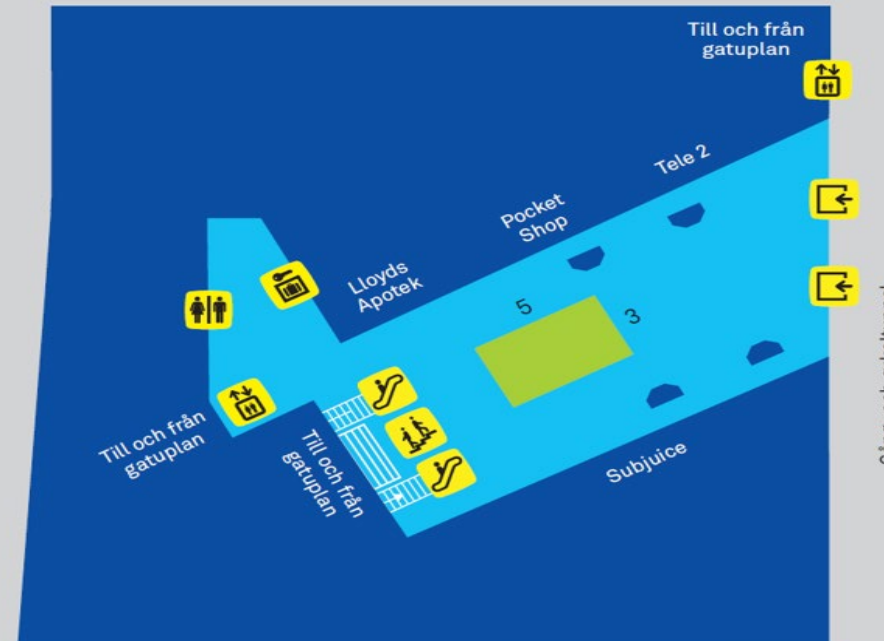 Till och från
gatuplan
Tele 2
Pocket
Shop
Lloyds
Apotek
5
3
Till och från
gatuplan
Till och från
gatuplan
Subjuice